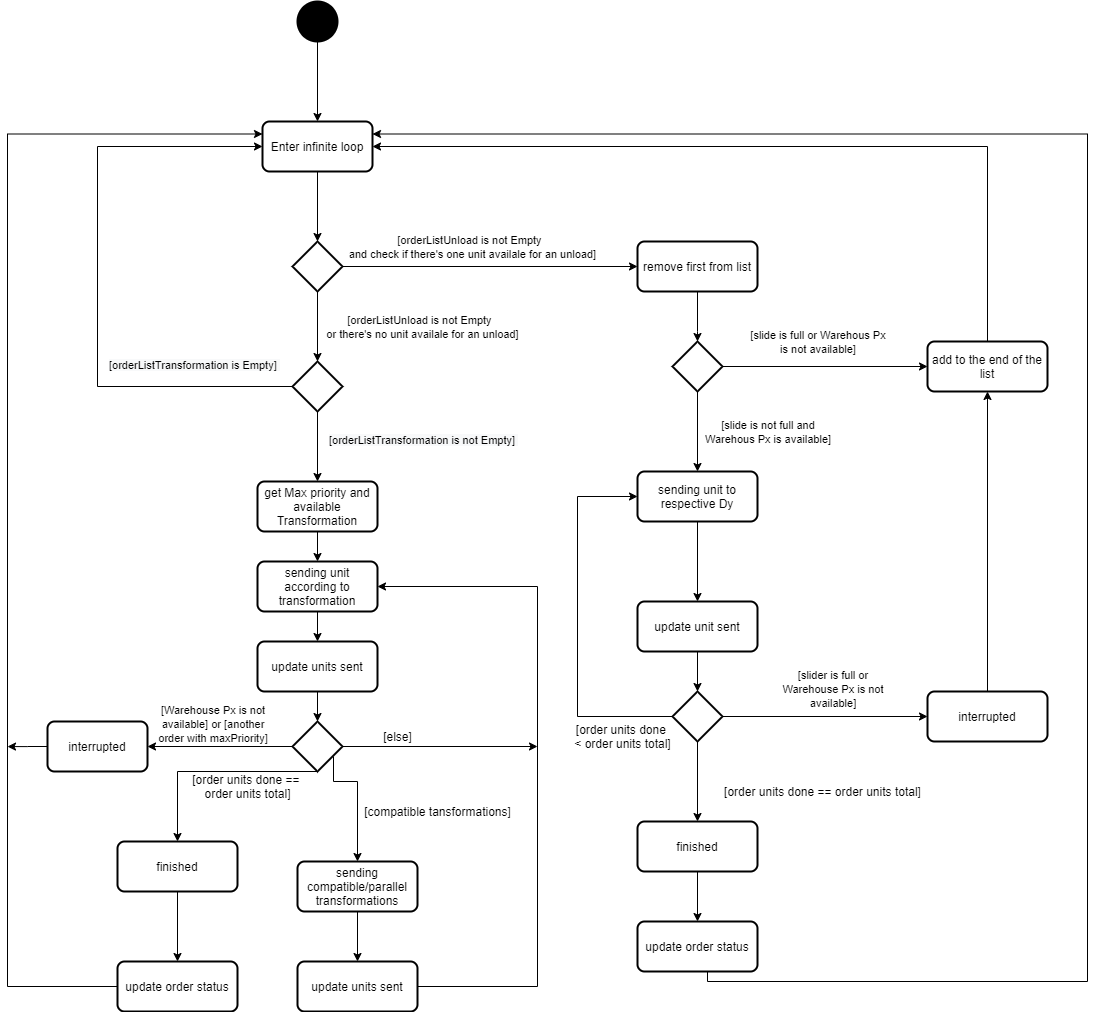 Enter infinite loop
[orderListUnload is not Empty
and check if there's one unit availale for an unload]
remove first from list
[orderListUnload is not Empty
or there's no unit availale for an unload]
[slide is full or Warehous Px
is not available]
add to the end of the
list
[orderListTransformation is Empty]
[orderListTransformation is not Empty]
[slide is not full and
Warehous Px is available]
get Max priority and
available
Transformation
sending unit to
respective Dy
sending unit
according to
transformation
update units sent
update unit sent
[slider is full or
Warehouse Px is not
available]
[Warehouse Px is not
available] or [another
order with maxPriority]
interrupted
[else]
[order units done
< order units total]
interrupted
[order units done ==
order units total]
[compatible tansformations]
[order units done == order units total]
finished
sending
compatible/parallel
transformations
finished
update order status
update units sent
update order status